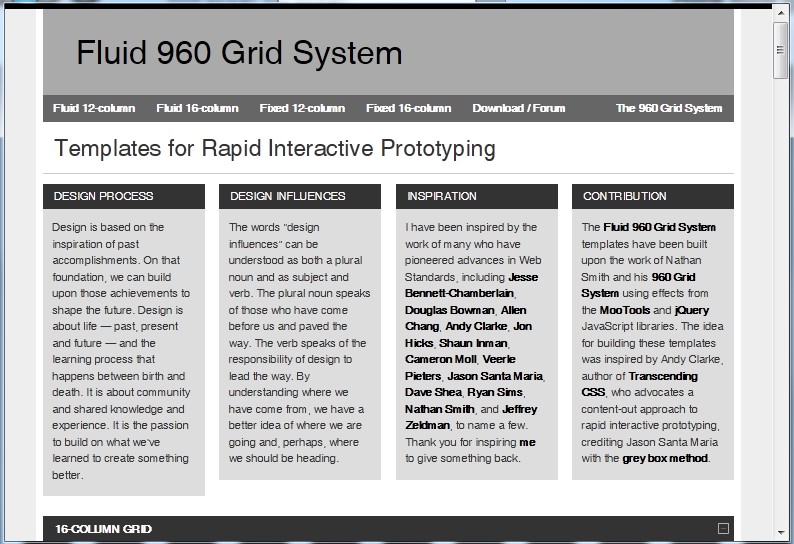 Fluid 960 Grid System
Fluid 12-column Fluid 16-column Fixed 12-column Fixed 16-column Download / Forum The 960 Grid System
Templates for Rapid Interactive Prototyping
DESIGN PROCESS
Design is based on the
inspiration of past
accomplishments. On that
foundation, we can build
upon those achievements to
shape the future. Design is
about life — past, present
and future — and the
learning process that
happens between birth and
death. It is about community
and shared knowledge and
experience. It is the passion
to build on what we've
learned to create something
better.
DESIGN INFLUENCES
The words "design
influences" can be
understood as both a plural
noun and as subject and
verb. The plural noun speaks
of those who have come
before us and paved the
way. The verb speaks of the
responsibility of design to
lead the way. By
understanding where we
have come from, we have a
better idea of where we are
going and, perhaps, where
we should be heading.
INSPIRATION
I have been inspired by the
work of many who have
pioneered advances in Web
Standards, including Jesse
Bennett-Chamberlain,
Douglas Bowman, Allen
Chang, Andy Clarke, Jon
Hicks, Shaun Inman,
Cameron Moll, Veerle
Pieters, Jason Santa Maria,
Dave Shea, Ryan Sims,
Nathan Smith, and Jeffrey
Zeldman, to name a few.
Thank you for inspiring me
to give something back.
CONTRIBUTION
The Fluid 960 Grid System
templates have been built
upon the work of Nathan
Smith and his 960 Grid
System using effects from
the MooTools and jQuery
JavaScript libraries. The idea
for building these templates
was inspired by Andy Clarke,
author of Transcending
CSS, who advocates a
content-out approach to
rapid interactive prototyping,
crediting Jason Santa Maria
with the grey box method.
16-COLUMN GRID